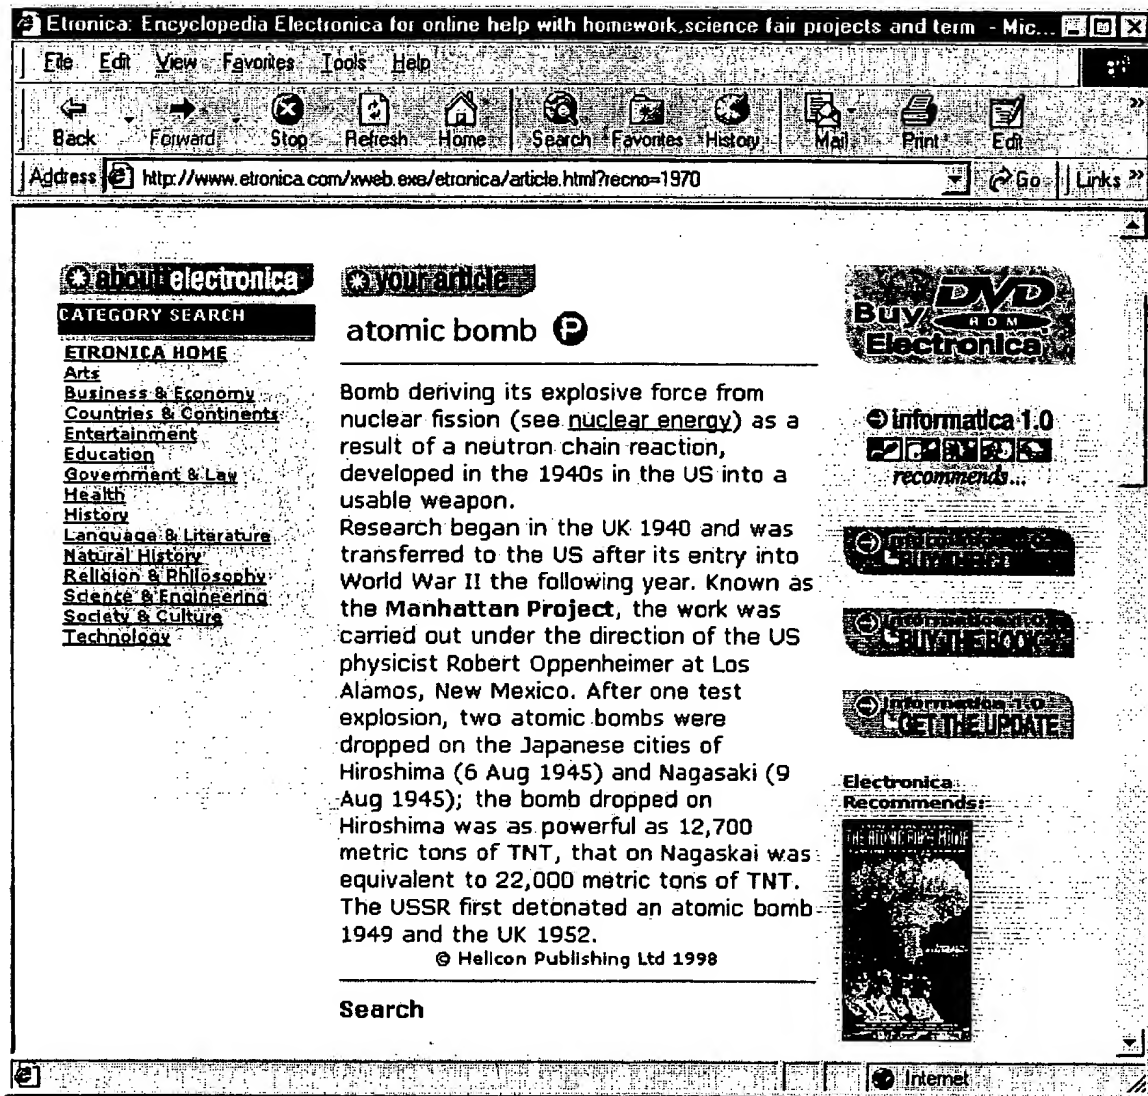 Etronica: Encyclopedia Electronica for online help with homework,science fair projects and term - Mic...
File Edit View Favorites Tools Help
Back Forward Stop Refresh Home Search Favorites History Mail Print Edit
Address http://www.etronica.com/xweb.exe/etronica/article.html?recno=1970 Go Links
about electronica
CATEGORY SEARCH
ETRONICA HOME
Arts
Business & Economy
Countries & Continents
Entertainment
Education
Government & Law
Health
History
Language & Literature
Natural History
Religion & Philosophy
Science & Engineering
Society & Culture
Technology
your article
atomic bomb P
Bomb deriving its explosive force from
nuclear fission (see nuclear energy) as a
result of a neutron chain reaction,
developed in the 1940s in the US into a
usable weapon.
Research began in the UK 1940 and was
transferred to the US after its entry into
World War II the following year. Known as
the Manhattan Project, the work was
carried out under the direction of the US
physicist Robert Oppenheimer at Los
Alamos, New Mexico. After one test
explosion, two atomic bombs were
dropped on the Japanese cities of
Hiroshima (6 Aug 1945) and Nagasaki (9
Aug 1945); the bomb dropped on
Hiroshima was as powerful as 12,700
metric tons of TNT, that on Nagaskai was
equivalent to 22,000 metric tons of TNT.
The USSR first detonated an atomic bomb
1949 and the UK 1952.
© Helicon Publishing Ltd 1998
Search
Buy DVD
ROM
Electronica
informatica 1.0
recommends...
BUY THE CD
BUY THE BOOK
GET THE UPDATE
Electronica
Recommends:
Internet